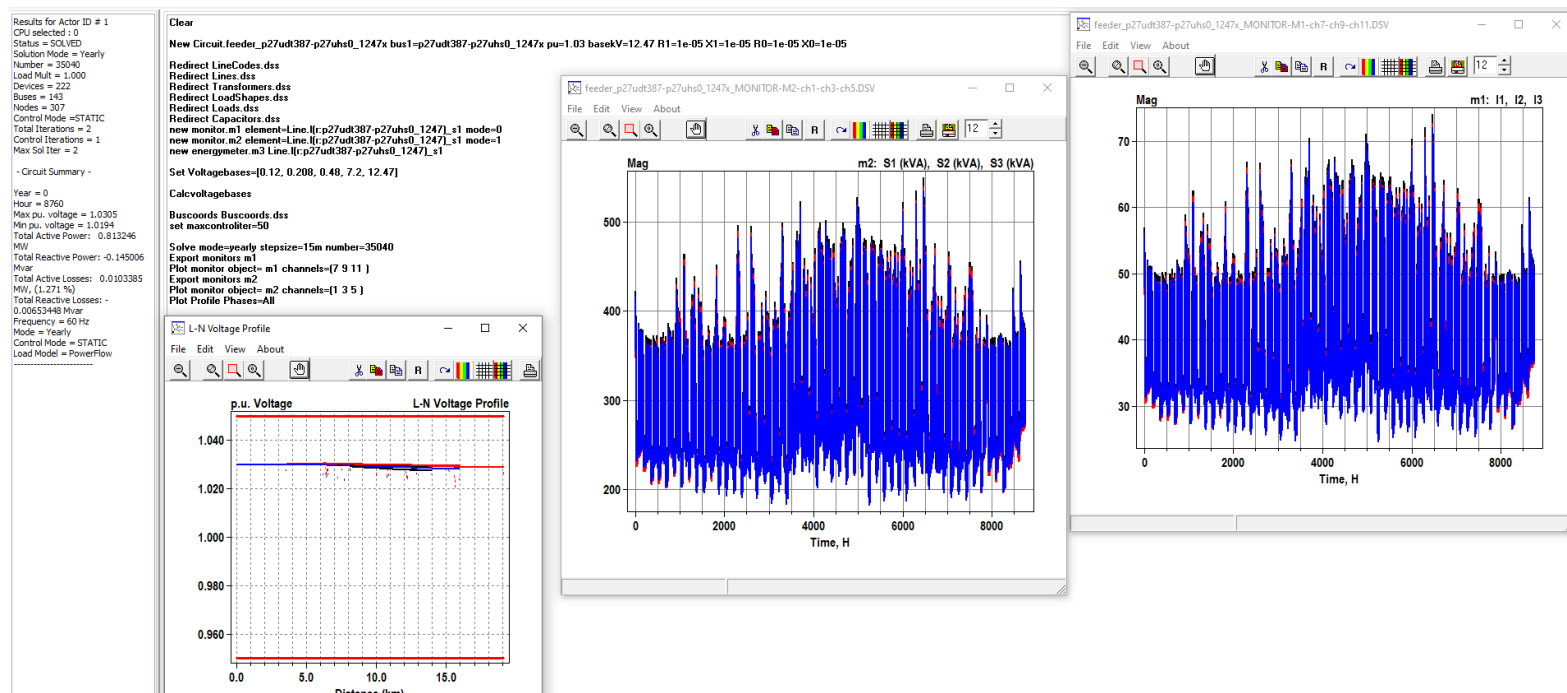 Results for Actor ID # 1
CPU selected : 0
Status = SOLVED
Solution Mode = Yearly
Number = 35040
Load Mult = 1.000
Devices = 222
Buses = 143
Nodes = 307
Control Mode =STATIC
Total Iterations = 2
Control Iterations = 1
Max Sol Iter = 2
- Circuit Summary -
Year = 0
Hour = 8760
Max pu. voltage = 1.0305
Min pu. voltage = 1.0194
Total Active Power: 0.813246
MW
Total Reactive Power: -0.145006
Mvar
Total Active Losses: 0.0103385
MW, (1.271 %)
Total Reactive Losses: -
0.00653448 Mvar
Frequency = 60 Hz
Mode = Yearly
Control Mode = STATIC
Load Model = PowerFlow
-------------------------
Clear
New Circuit.feeder_p27udt387-p27uhs0_1247x bus1=p27udt387-p27uhs0_1247x pu=1.03 basekV=12.47 R1=1e-05 X1=1e-05 R0=1e-05 X0=1e-05
Redirect LineCodes.dss
Redirect Lines.dss
Redirect Transformers.dss
Redirect LoadShapes.dss
Redirect Loads.dss
Redirect Capacitors.dss
new monitor.m1 element=Line.l(r:p27udt387-p27uhs0_1247)_s1 mode=0
new monitor.m2 element=Line.l(r:p27udt387-p27uhs0_1247)_s1 mode=1
new energymeter.m3 Line.l(r:p27udt387-p27uhs0_1247)_s1
Set Voltagebases=[0.12, 0.208, 0.48, 7.2, 12.47]
Calcvoltagebases
Buscoords Buscoords.dss
set maxcontroliter=50
Solve mode=yearly stepsize=15m number=35040
Export monitors m1
Plot monitor object= m1 channels=(7 9 11 )
Export monitors m2
Plot monitor object= m2 channels=(1 3 5 )
Plot Profile Phases=All
L-N Voltage Profile
File Edit View About
R
p.u. Voltage L-N Voltage Profile
1.040
1.020
1.000
0.980
0.960
0.0 5.0 10.0 15.0
Distance (km)
feeder_p27udt387-p27uhs0_1247x_MONITOR-M2-ch1-ch3-ch5.DSV
File Edit View About
R 12
Mag m2: S1 (kVA), S2 (kVA), S3 (kVA)
500
400
300
200
0 2000 4000 6000 8000
Time, H
feeder_p27udt387-p27uhs0_1247x_MONITOR-M1-ch7-ch9-ch11.DSV
File Edit View About
R 12
Mag m1: I1, I2, I3
70
60
50
40
30
0 2000 4000 6000 8000
Time, H